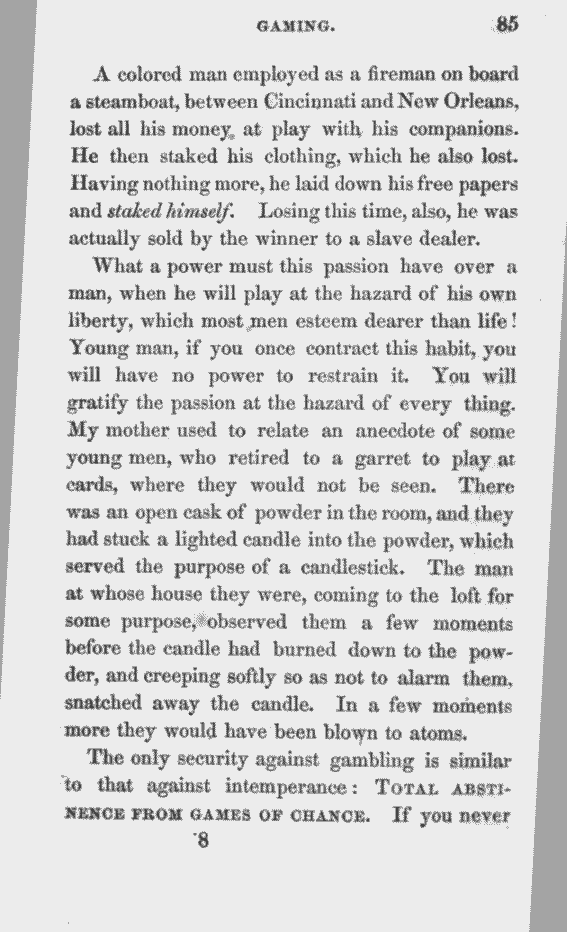 GAMING. 85
A colored man employed as a fireman on board
a steamboat, between Cincinnati and New Orleans,
lost all his money, at play with his companions.
He then staked his clothing, which he also lost.
Having nothing more, he laid down his free papers
and staked himself. Losing this time, also, he was
actually sold by the winner to a slave dealer.
What a power must this passion have over a
man, when he will play at the hazard of his own
liberty, which most men esteem dearer than life!
Young man, if you once contract this habit, you
will have no power to restrain it. You will
gratify the passion at the hazard of every thing.
My mother used to relate an anecdote of some
young men, who retired to a garret to play at
cards, where they would not be seen. There
was an open cask of powder in the room, and they
had stuck a lighted candle into the powder, which
served the purpose of a candlestick. The man
at whose house they were, coming to the loft for
some purpose, observed them a few moments
before the candle had burned down to the pow-
der, and creeping softly so as not to alarm them,
snatched away the candle. In a few moments
more they would have been blown to atoms.
The only security against gambling is similar
to that against intemperance: TOTAL ABSTI-
NENCE FROM GAMES OF CHANCE. If you never
8